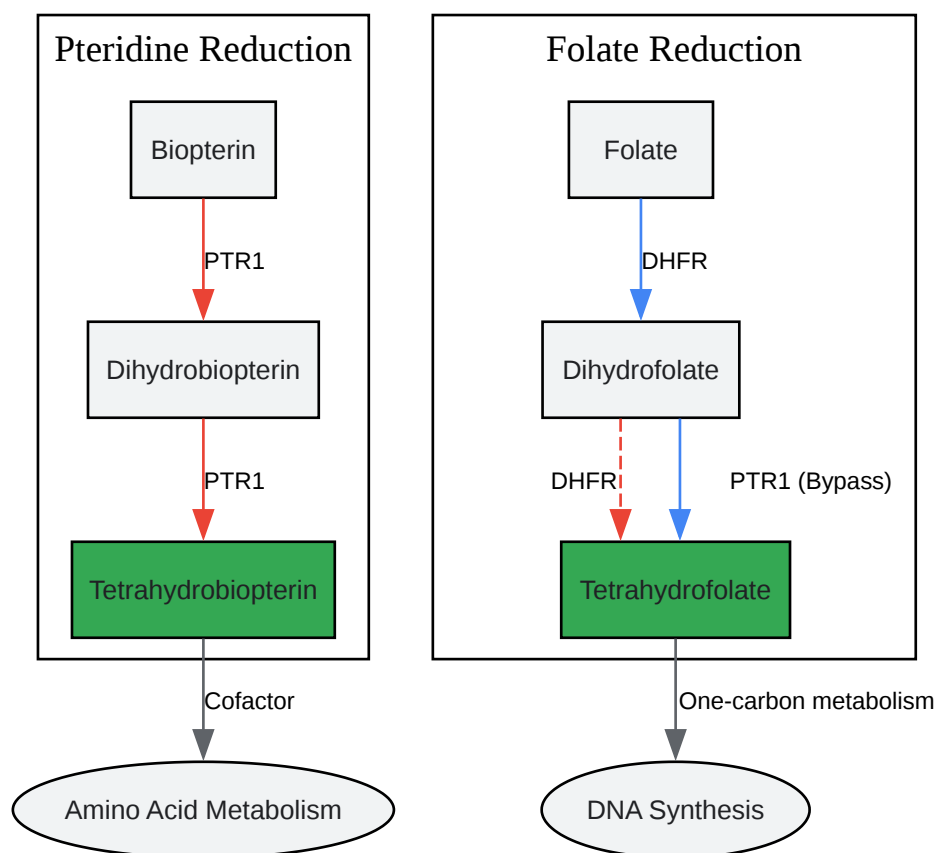 Pteridine Reduction
Biopterin
PTR1
Dihydrobiopterin
PTR1
Tetrahydrobiopterin
Cofactor
Amino Acid Metabolism
Folate Reduction
Folate
DHFR
Dihydrofolate
DHFR
PTR1 (Bypass)
Tetrahydrofolate
One-carbon metabolism
DNA Synthesis